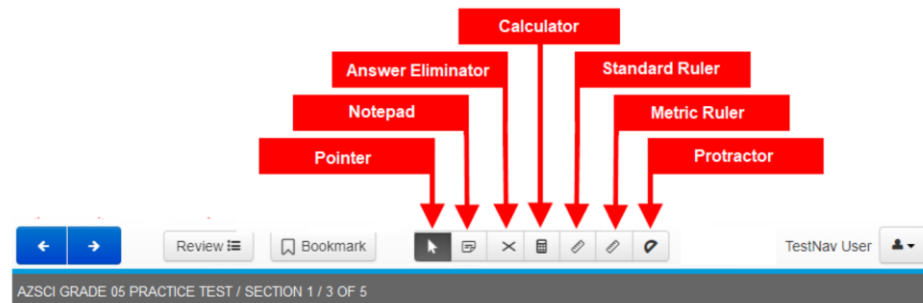 Calculator
Answer Eliminator
Standard Ruler
Notepad
Metric Ruler
Pointer
Protractor
Review
Bookmark
TestNav User
AZSCI GRADE 05 PRACTICE TEST / SECTION 1 / 3 OF 5